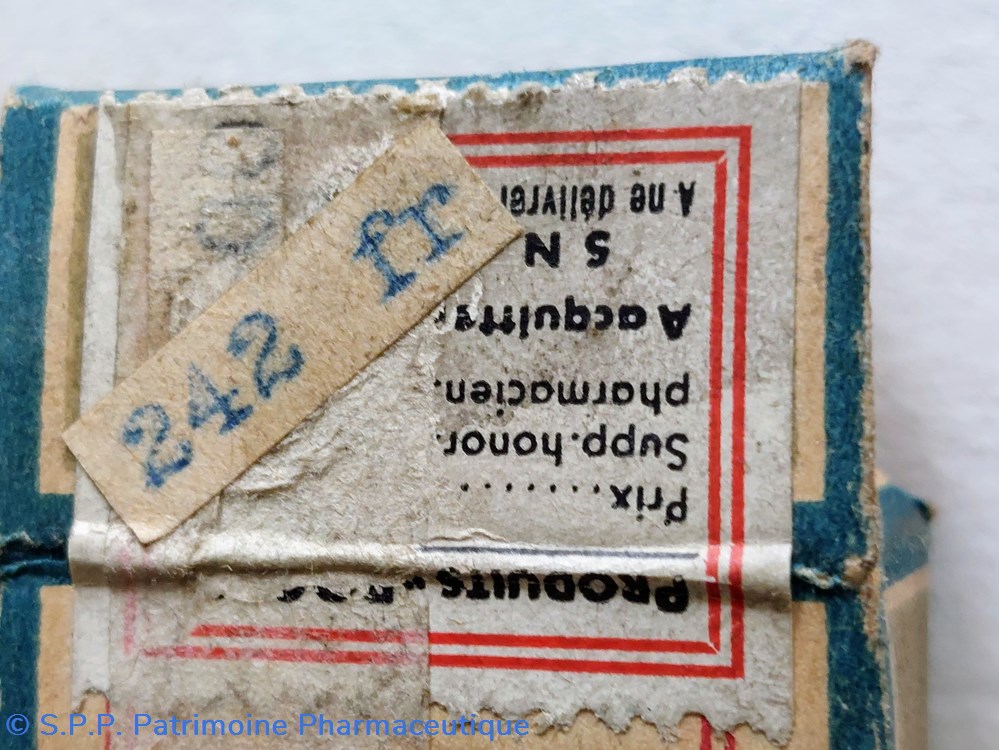 242 fr
PRODUITS
Prix........
Supp.honor.
pharmacien.
A acquitter
S N
A ne délivrer
© S.P.P. Patrimoine Pharmaceutique